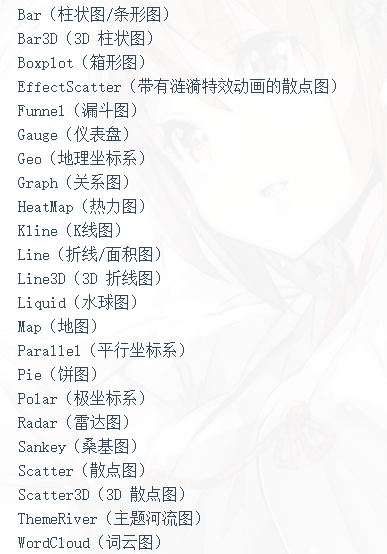 Bar（柱状图/条形图）
Bar3D（3D 柱状图）
Boxplot（箱形图）
EffectScatter（带有涟漪特效动画的散点图）
Funnel（漏斗图）
Gauge（仪表盘）
Geo（地理坐标系）
Graph（关系图）
HeatMap（热力图）
Kline（K线图）
Line（折线/面积图）
Line3D（3D 折线图）
Liquid（水球图）
Map（地图）
Parallel（平行坐标系）
Pie（饼图）
Polar（极坐标系）
Radar（雷达图）
Sankey（桑基图）
Scatter（散点图）
Scatter3D（3D 散点图）
ThemeRiver（主题河流图）
WordCloud（词云图）